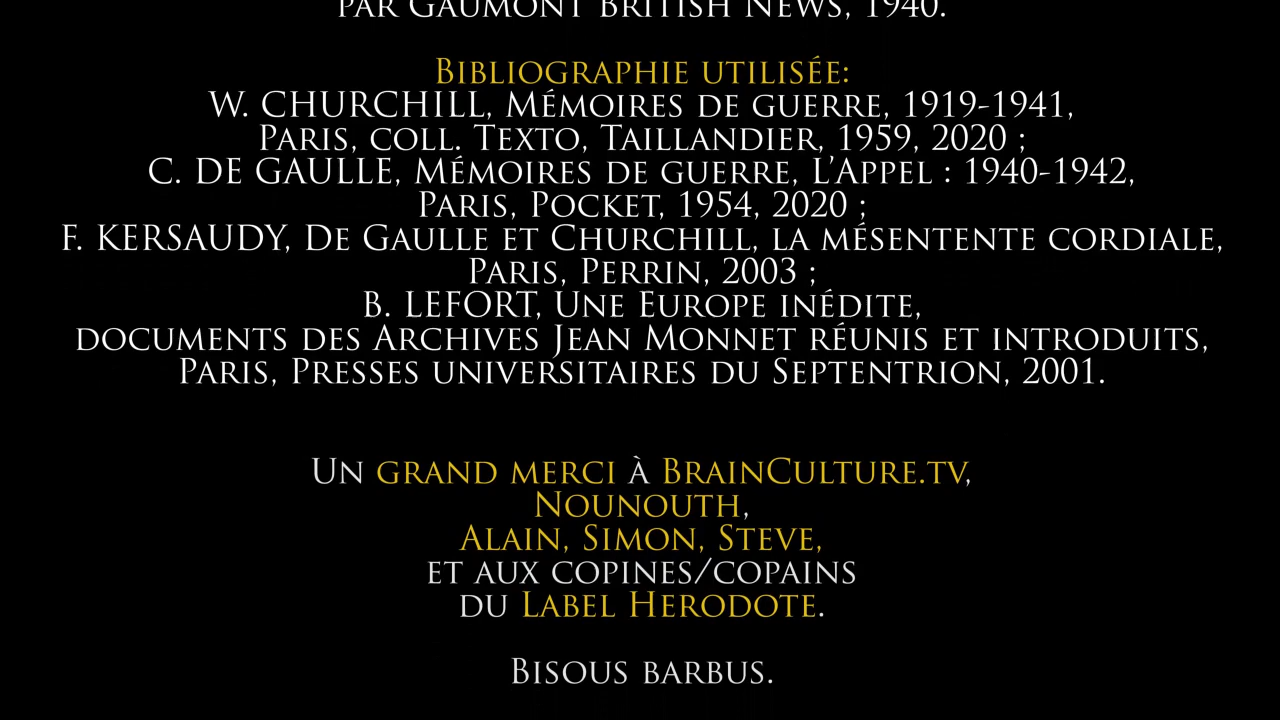 PAR GAUMONT BRITISH NEWS, 1940.
BIBLIOGRAPHIE UTILISÉE:
W. CHURCHILL, MÉMOIRES DE GUERRE, 1919-1941,
PARIS, COLL. TEXTO, TAILLANDIER, 1959, 2020 ;
C. DE GAULLE, MÉMOIRES DE GUERRE, L'APPEL : 1940-1942,
PARIS, POCKET, 1954, 2020 ;
F. KERSAUDY, DE GAULLE ET CHURCHILL, LA MÉSENTENTE CORDIALE,
PARIS, PERRIN, 2003 ;
B. LEFORT, UNE EUROPE INÉDITE,
DOCUMENTS DES ARCHIVES JEAN MONNET RÉUNIS ET INTRODUITS,
PARIS, PRESSES UNIVERSITAIRES DU SEPTENTRION, 2001.
UN GRAND MERCI À BRAINCULTURE.TV,
NOUNOUTH,
ALAIN, SIMON, STEVE,
ET AUX COPINES/COPAINS
DU LABEL HERODOTE.
BISOUS BARBUS.